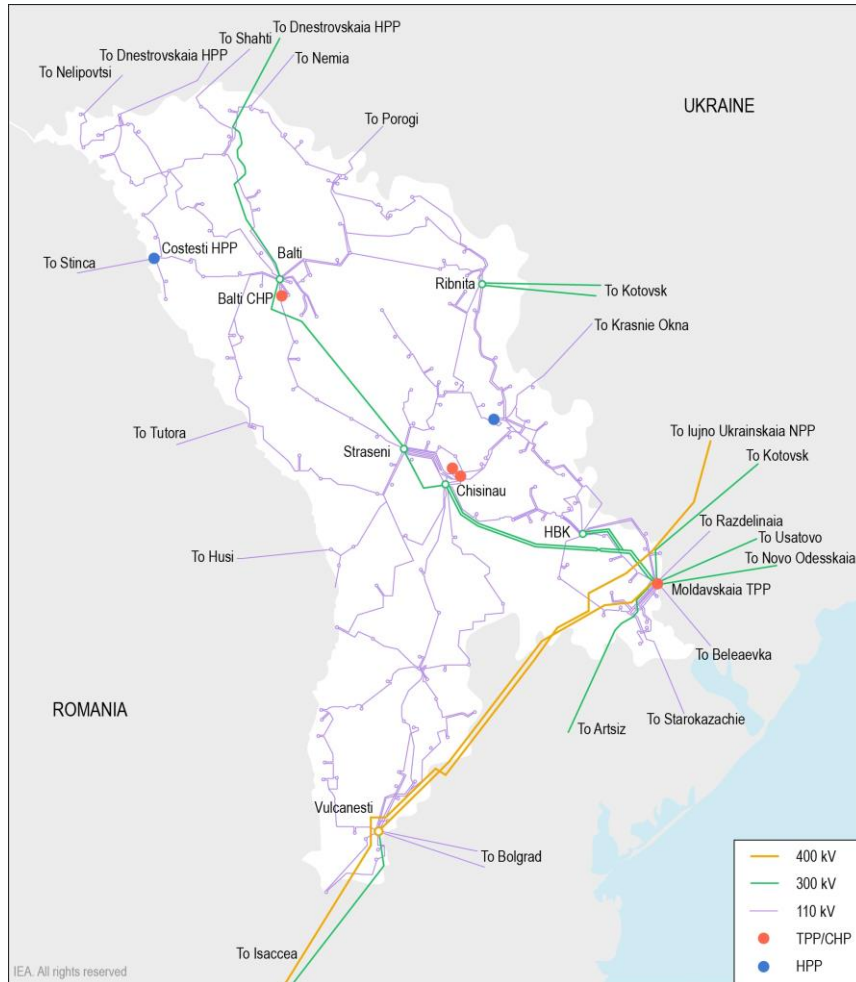 To Dnestrovskaia HPP
To Shahti
To Dnestrovskaia HPP
To Nemia
To Nelipovtsi
UKRAINE
To Porogi
Costesti HPP
Balti
To Stinca
Ribnita
To Kotovsk
Balti CHP
To Krasnie Okna
To Tutora
To Iujno Ukrainskaia NPP
Straseni
To Kotovsk
Chisinau
To Razdelinaia
HBK
To Usatovo
To Husi
To Novo Odesskaia
Moldavskaia TPP
To Beleaevka
ROMANIA
To Starokazachie
To Artsiz
Vulcanesti
To Bolgrad
400 kV
300 kV
110 kV
TPP/CHP
HPP
To Isaccea
IEA. All rights reserved